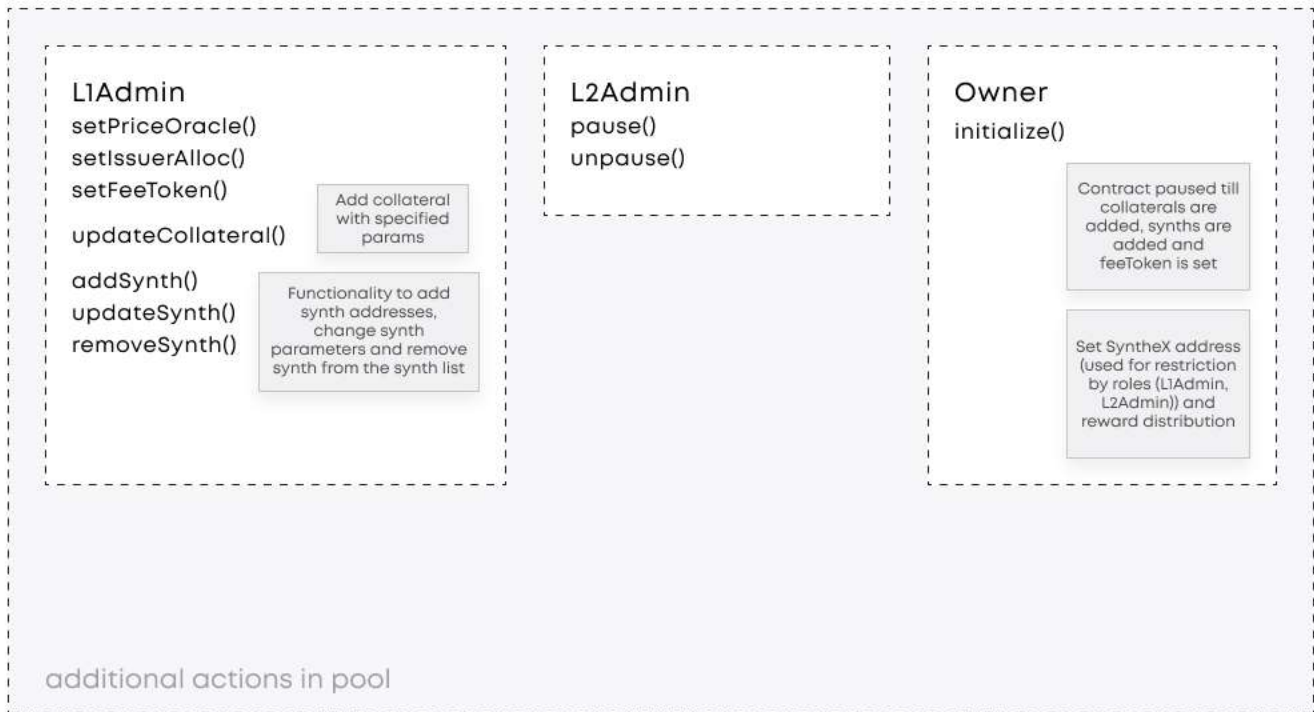 L1Admin
setPriceOracle()
setIssuerAlloc()
setFeeToken()
updateCollateral()
Add collateral
with specified
params
addSynth()
updateSynth()
removeSynth()
Functionality to add
synth addresses,
change synth
parameters and remove
synth from the synth list
L2Admin
pause()
unpause()
Owner
initialize()
Contract paused till
collaterals are
added, synths are
added and
feeToken is set
Set SyntheX address
(used for restriction
by roles (L1Admin,
L2Admin)) and
reward distribution
additional actions in pool